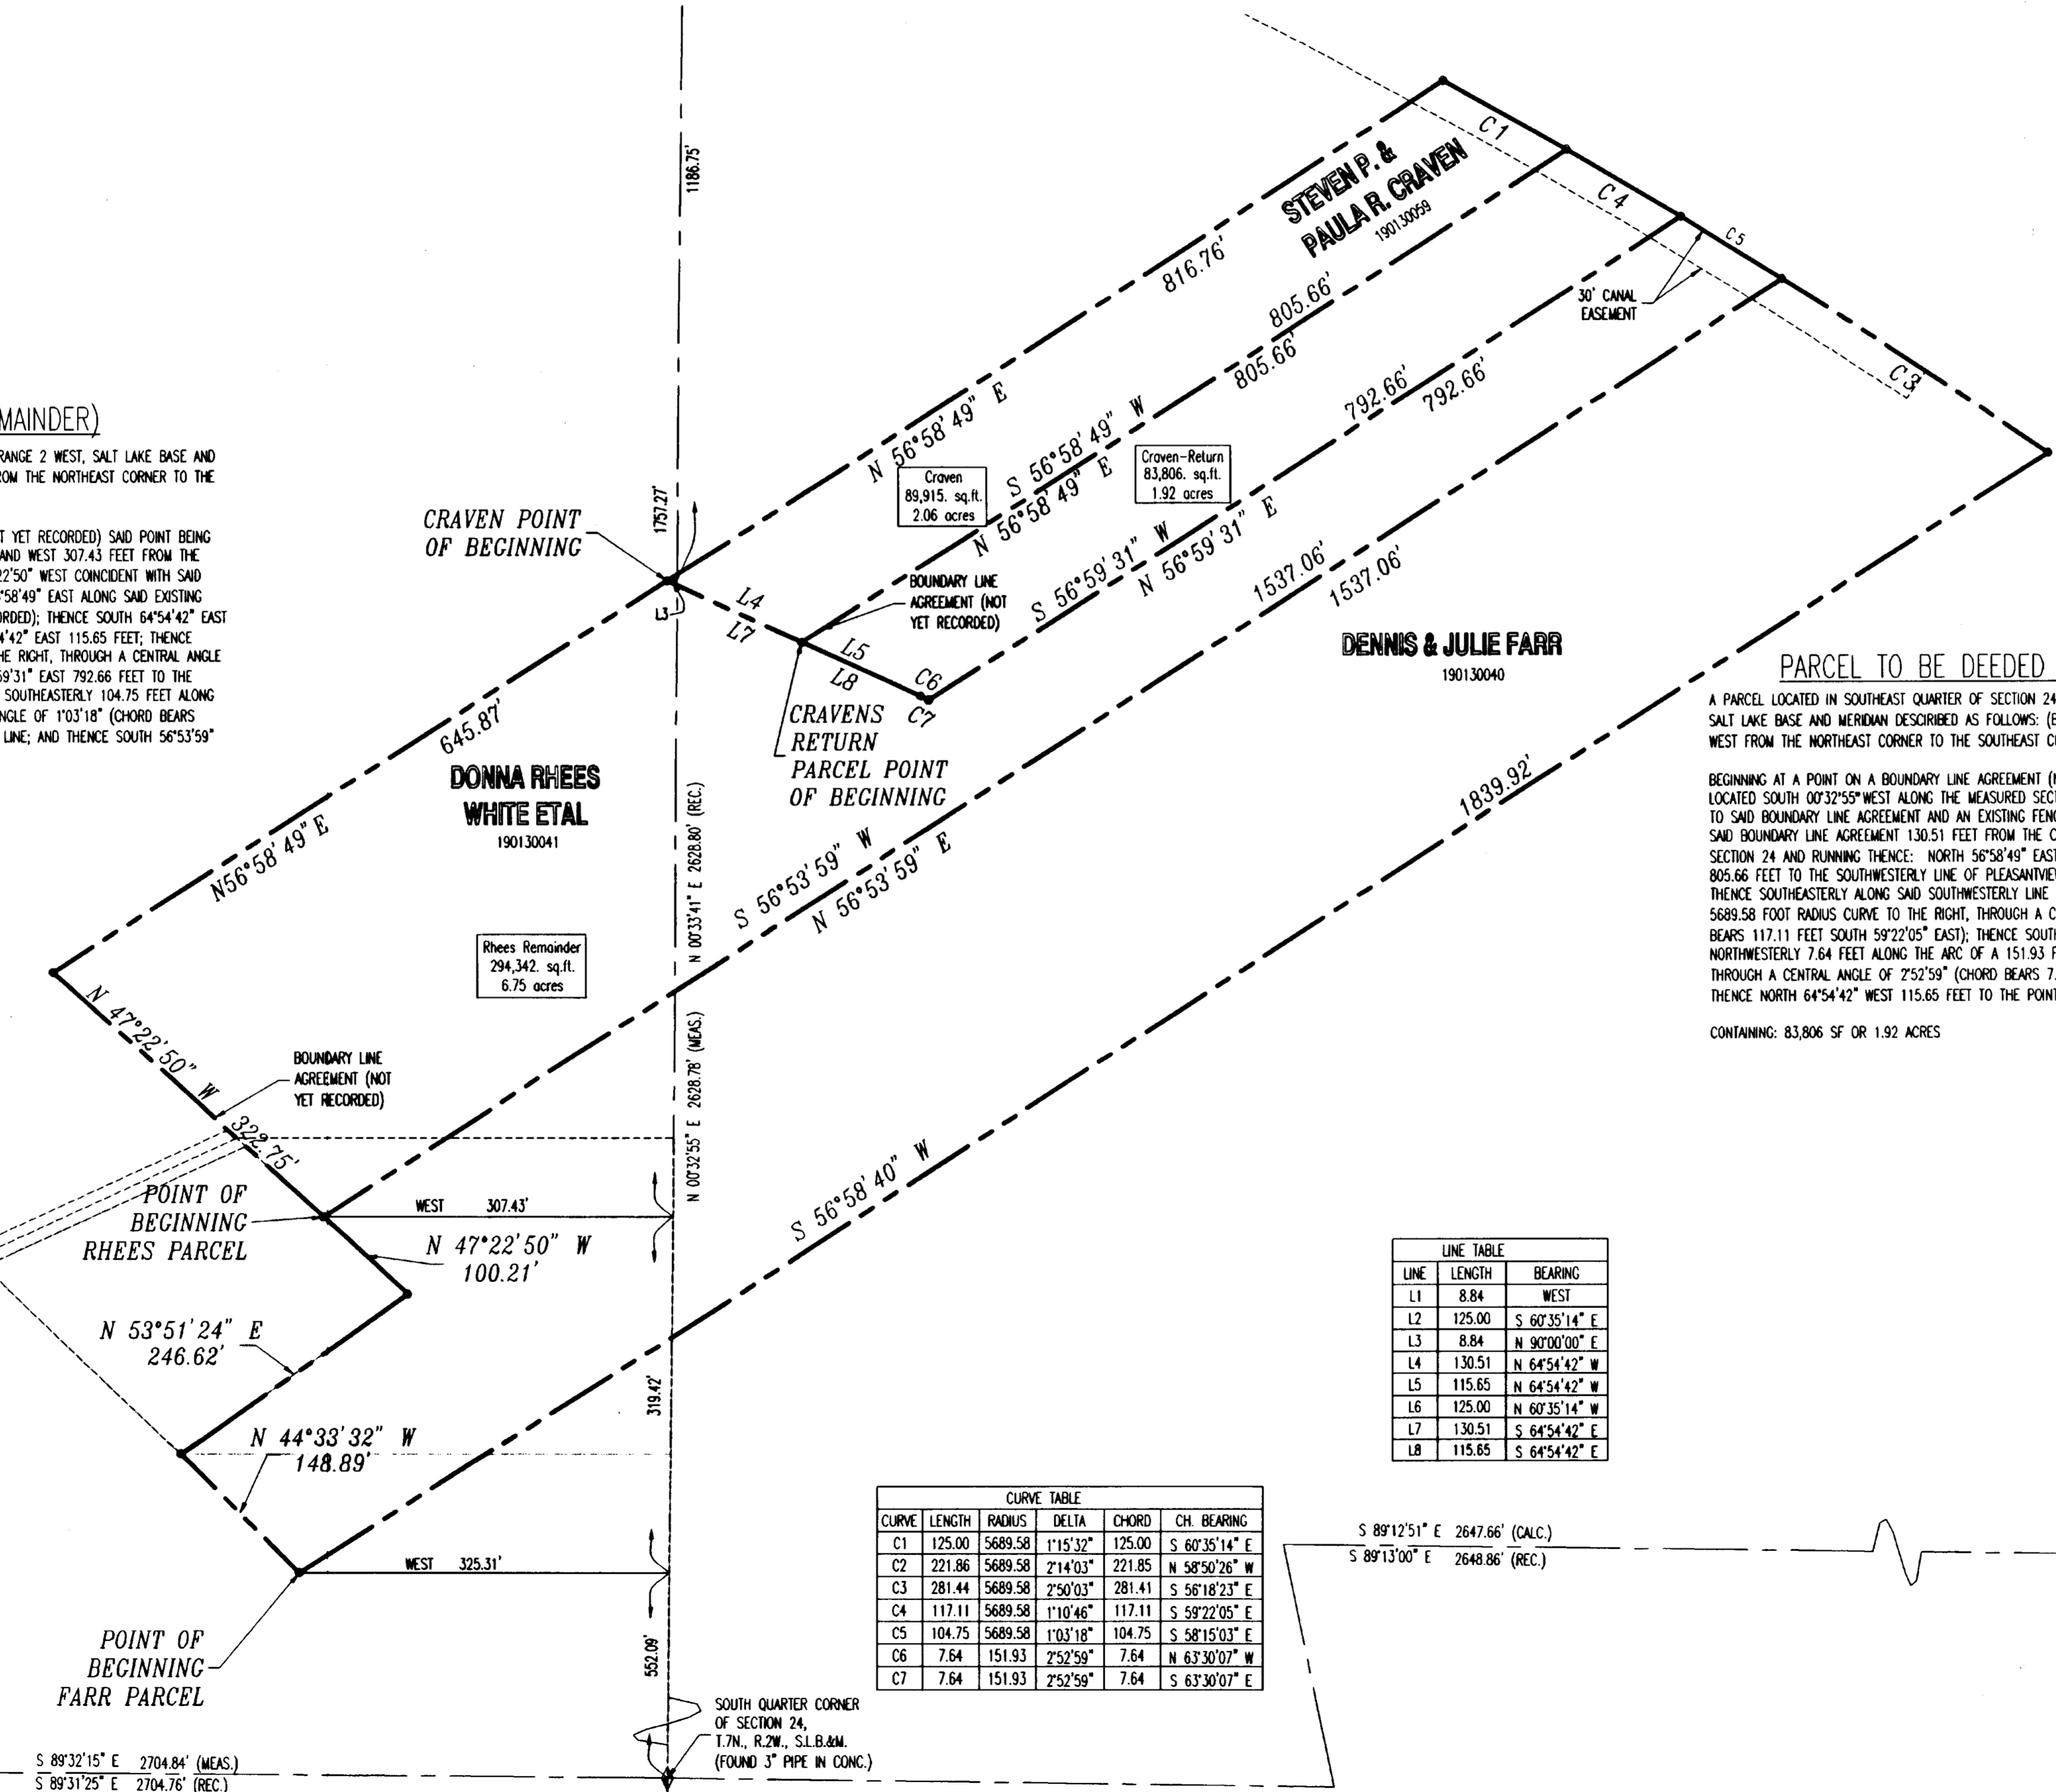 1186.75'
C1
STEVEN P. &
PAULA R. CRAVEN
190130059
C4
C5
30' CANAL
EASEMENT
C3
816.76'
805.66'
805.66'
792.66'
792.66'
N 56°58'49" E
S 56°58'49" W
N 56°58'49" E
Craven
89,915. sq.ft.
2.06 acres
Craven-Return
83,806. sq.ft.
1.92 acres
S 56°59'31" W
N 56°59'31" E
1537.06'
1537.06'
MAINDER)
RANGE 2 WEST, SALT LAKE BASE AND
ROM THE NORTHEAST CORNER TO THE
T YET RECORDED) SAID POINT BEING
AND WEST 307.43 FEET FROM THE
22'50" WEST COINCIDENT WITH SAID
°58'49" EAST ALONG SAID EXISTING
ORDED); THENCE SOUTH 64°54'42" EAST
4'42" EAST 115.65 FEET; THENCE
HE RIGHT, THROUGH A CENTRAL ANGLE
59'31" EAST 792.66 FEET TO THE
SOUTHEASTERLY 104.75 FEET ALONG
NGLE OF 1°03'18" (CHORD BEARS
LINE; AND THENCE SOUTH 56°53'59"
CRAVEN POINT
OF BEGINNING
1757.27'
L3
L4
L7
L5
L8
C6
C7
BOUNDARY LINE
AGREEMENT (NOT
YET RECORDED)
CRAVENS
RETURN
PARCEL POINT
OF BEGINNING
DENNIS & JULIE FARR
190130040
645.87'
N56°58'49" E
DONNA RHEES
WHITE ETAL
190130041
N 00°33'41" E 2628.80' (REC.)
N 00°32'55" E 2628.78' (MEAS.)
S 56°53'59" W
N 56°53'59" E
1839.92'
S 56°58'40" W
PARCEL TO BE DEEDED
A PARCEL LOCATED IN SOUTHEAST QUARTER OF SECTION 24
SALT LAKE BASE AND MERIDIAN DESCIRIBED AS FOLLOWS: (B
WEST FROM THE NORTHEAST CORNER TO THE SOUTHEAST C
BEGINNING AT A POINT ON A BOUNDARY LINE AGREEMENT (
LOCATED SOUTH 00°32'55" WEST ALONG THE MEASURED SECT
TO SAID BOUNDARY LINE AGREEMENT AND AN EXISTING FENC
SAID BOUNDARY LINE AGREEMENT 130.51 FEET FROM THE C
SECTION 24 AND RUNNING THENCE: NORTH 56°58'49" EAST
805.66 FEET TO THE SOUTHWESTERLY LINE OF PLEASANTVIE
THENCE SOUTHEASTERLY ALONG SAID SOUTHWESTERLY LINE
5689.58 FOOT RADIUS CURVE TO THE RIGHT, THROUGH A C
BEARS 117.11 FEET SOUTH 59°22'05" EAST); THENCE SOUTH
NORTHWESTERLY 7.64 FEET ALONG THE ARC OF A 151.93 F
THROUGH A CENTRAL ANGLE OF 2°52'59" (CHORD BEARS 7.
THENCE NORTH 64°54'42" WEST 115.65 FEET TO THE POINT
CONTAINING: 83,806 SF OR 1.92 ACRES
Rhees Remainder
294,342. sq.ft.
6.75 acres
N 47°22'50" W
322.75'
BOUNDARY LINE
AGREEMENT (NOT
YET RECORDED)
POINT OF
BEGINNING
RHEES PARCEL
WEST 307.43'
N 47°22'50" W
100.21'
N 53°51'24" E
246.62'
N 44°33'32" W
148.89'
319.42'
WEST 325.31'
552.09'
POINT OF
BEGINNING
FARR PARCEL
LINE TABLE
LINE LENGTH BEARING
L1 8.84 WEST
L2 125.00 S 60°35'14" E
L3 8.84 N 90°00'00" E
L4 130.51 N 64°54'42" W
L5 115.65 N 64°54'42" W
L6 125.00 N 60°35'14" W
L7 130.51 S 64°54'42" E
L8 115.65 S 64°54'42" E
CURVE TABLE
CURVE LENGTH RADIUS DELTA CHORD CH. BEARING
C1 125.00 5689.58 1°15'32" 125.00 S 60°35'14" E
C2 221.86 5689.58 2°14'03" 221.85 N 58°50'26" W
C3 281.44 5689.58 2°50'03" 281.41 S 56°18'23" E
C4 117.11 5689.58 1°10'46" 117.11 S 59°22'05" E
C5 104.75 5689.58 1°03'18" 104.75 S 58°15'03" E
C6 7.64 151.93 2°52'59" 7.64 N 63°30'07" W
C7 7.64 151.93 2°52'59" 7.64 S 63°30'07" E
S 89°12'51" E 2647.66' (CALC.)
S 89°13'00" E 2648.86' (REC.)
SOUTH QUARTER CORNER
OF SECTION 24,
T.7N., R.2W., S.L.B.&M.
(FOUND 3" PIPE IN CONC.)
S 89°32'15" E 2704.84' (MEAS.)
S 89°31'25" E 2704.76' (REC.)